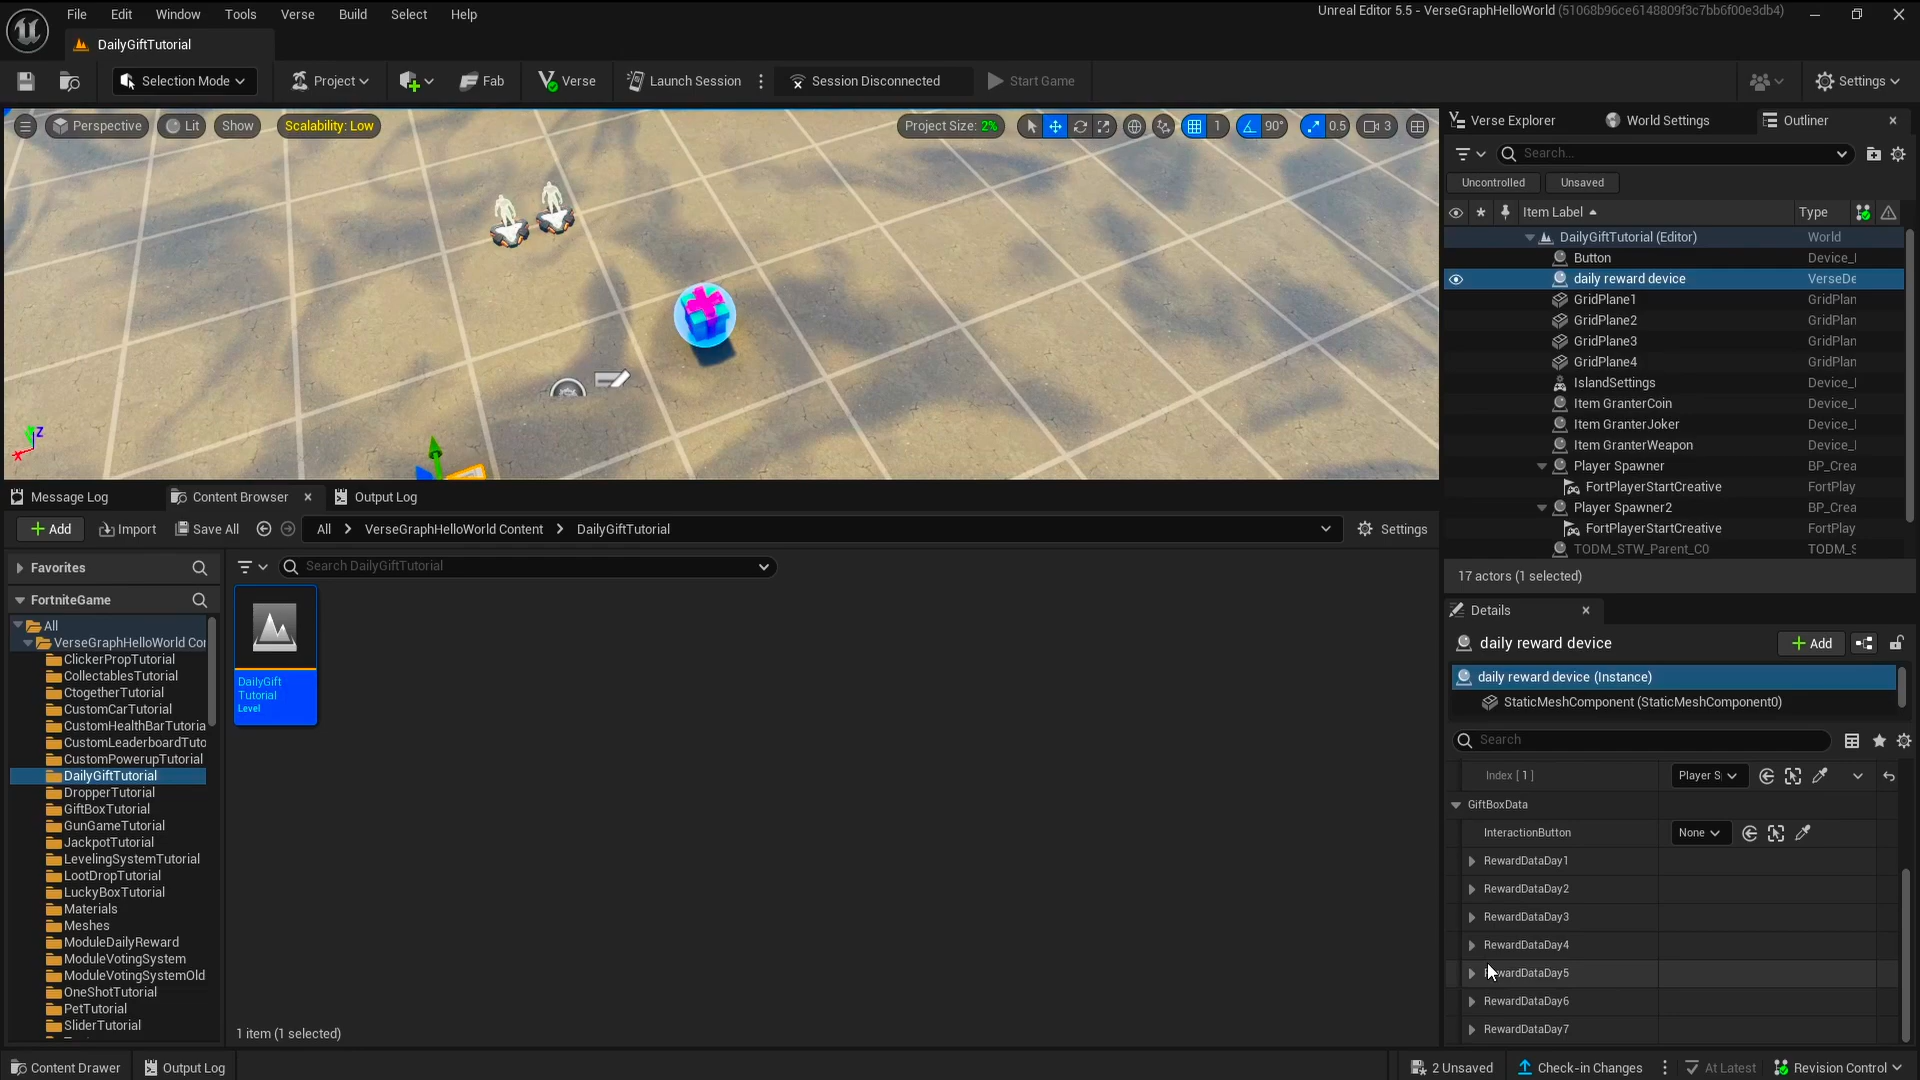 File Edit Window Tools Verse Build Select Help
Unreal Editor 5.5 - VerseGraphHelloWorld (51068b96ce6148809f3c7bb6f00e3db4)
DailyGiftTutorial
Selection Mode Project Fab Verse Launch Session Session Disconnected Start Game Settings
Perspective Lit Show Scalability: Low Project Size: 2% 1 90° 0.5 3
Z
X
Verse Explorer World Settings Outliner
Search...
Uncontrolled Unsaved
Item Label Type
DailyGiftTutorial (Editor) World
Button Device_
daily reward device VerseDe
GridPlane1 GridPlan
GridPlane2 GridPlan
GridPlane3 GridPlan
GridPlane4 GridPlan
IslandSettings Device_
Item GranterCoin Device_
Item GranterJoker Device_
Item GranterWeapon Device_
Player Spawner BP_Crea
FortPlayerStartCreative FortPlay
Player Spawner2 BP_Crea
FortPlayerStartCreative FortPlay
TODM_STW_Parent_C0 TODM_S
17 actors (1 selected)
Message Log Content Browser Output Log
Add Import Save All All VerseGraphHelloWorld Content DailyGiftTutorial Settings
Favorites
FortniteGame
All
VerseGraphHelloWorld Cor
ClickerPropTutorial
CollectablesTutorial
CtogetherTutorial
CustomCarTutorial
CustomHealthBarTutoria
CustomLeaderboardTuto
CustomPowerupTutorial
DailyGiftTutorial
DropperTutorial
GiftBoxTutorial
GunGameTutorial
JackpotTutorial
LevelingSystemTutorial
LootDropTutorial
LuckyBoxTutorial
Materials
Meshes
ModuleDailyReward
ModuleVotingSystem
ModuleVotingSystemOld
OneShotTutorial
PetTutorial
SliderTutorial
Search DailyGiftTutorial
DailyGift
Tutorial
Level
1 item (1 selected)
Details
daily reward device Add
daily reward device (Instance)
StaticMeshComponent (StaticMeshComponent0)
Search
Index [ 1 ] Player S
GiftBoxData
InteractionButton None
RewardDataDay1
RewardDataDay2
RewardDataDay3
RewardDataDay4
RewardDataDay5
RewardDataDay6
RewardDataDay7
Content Drawer Output Log 2 Unsaved Check-in Changes At Latest Revision Control